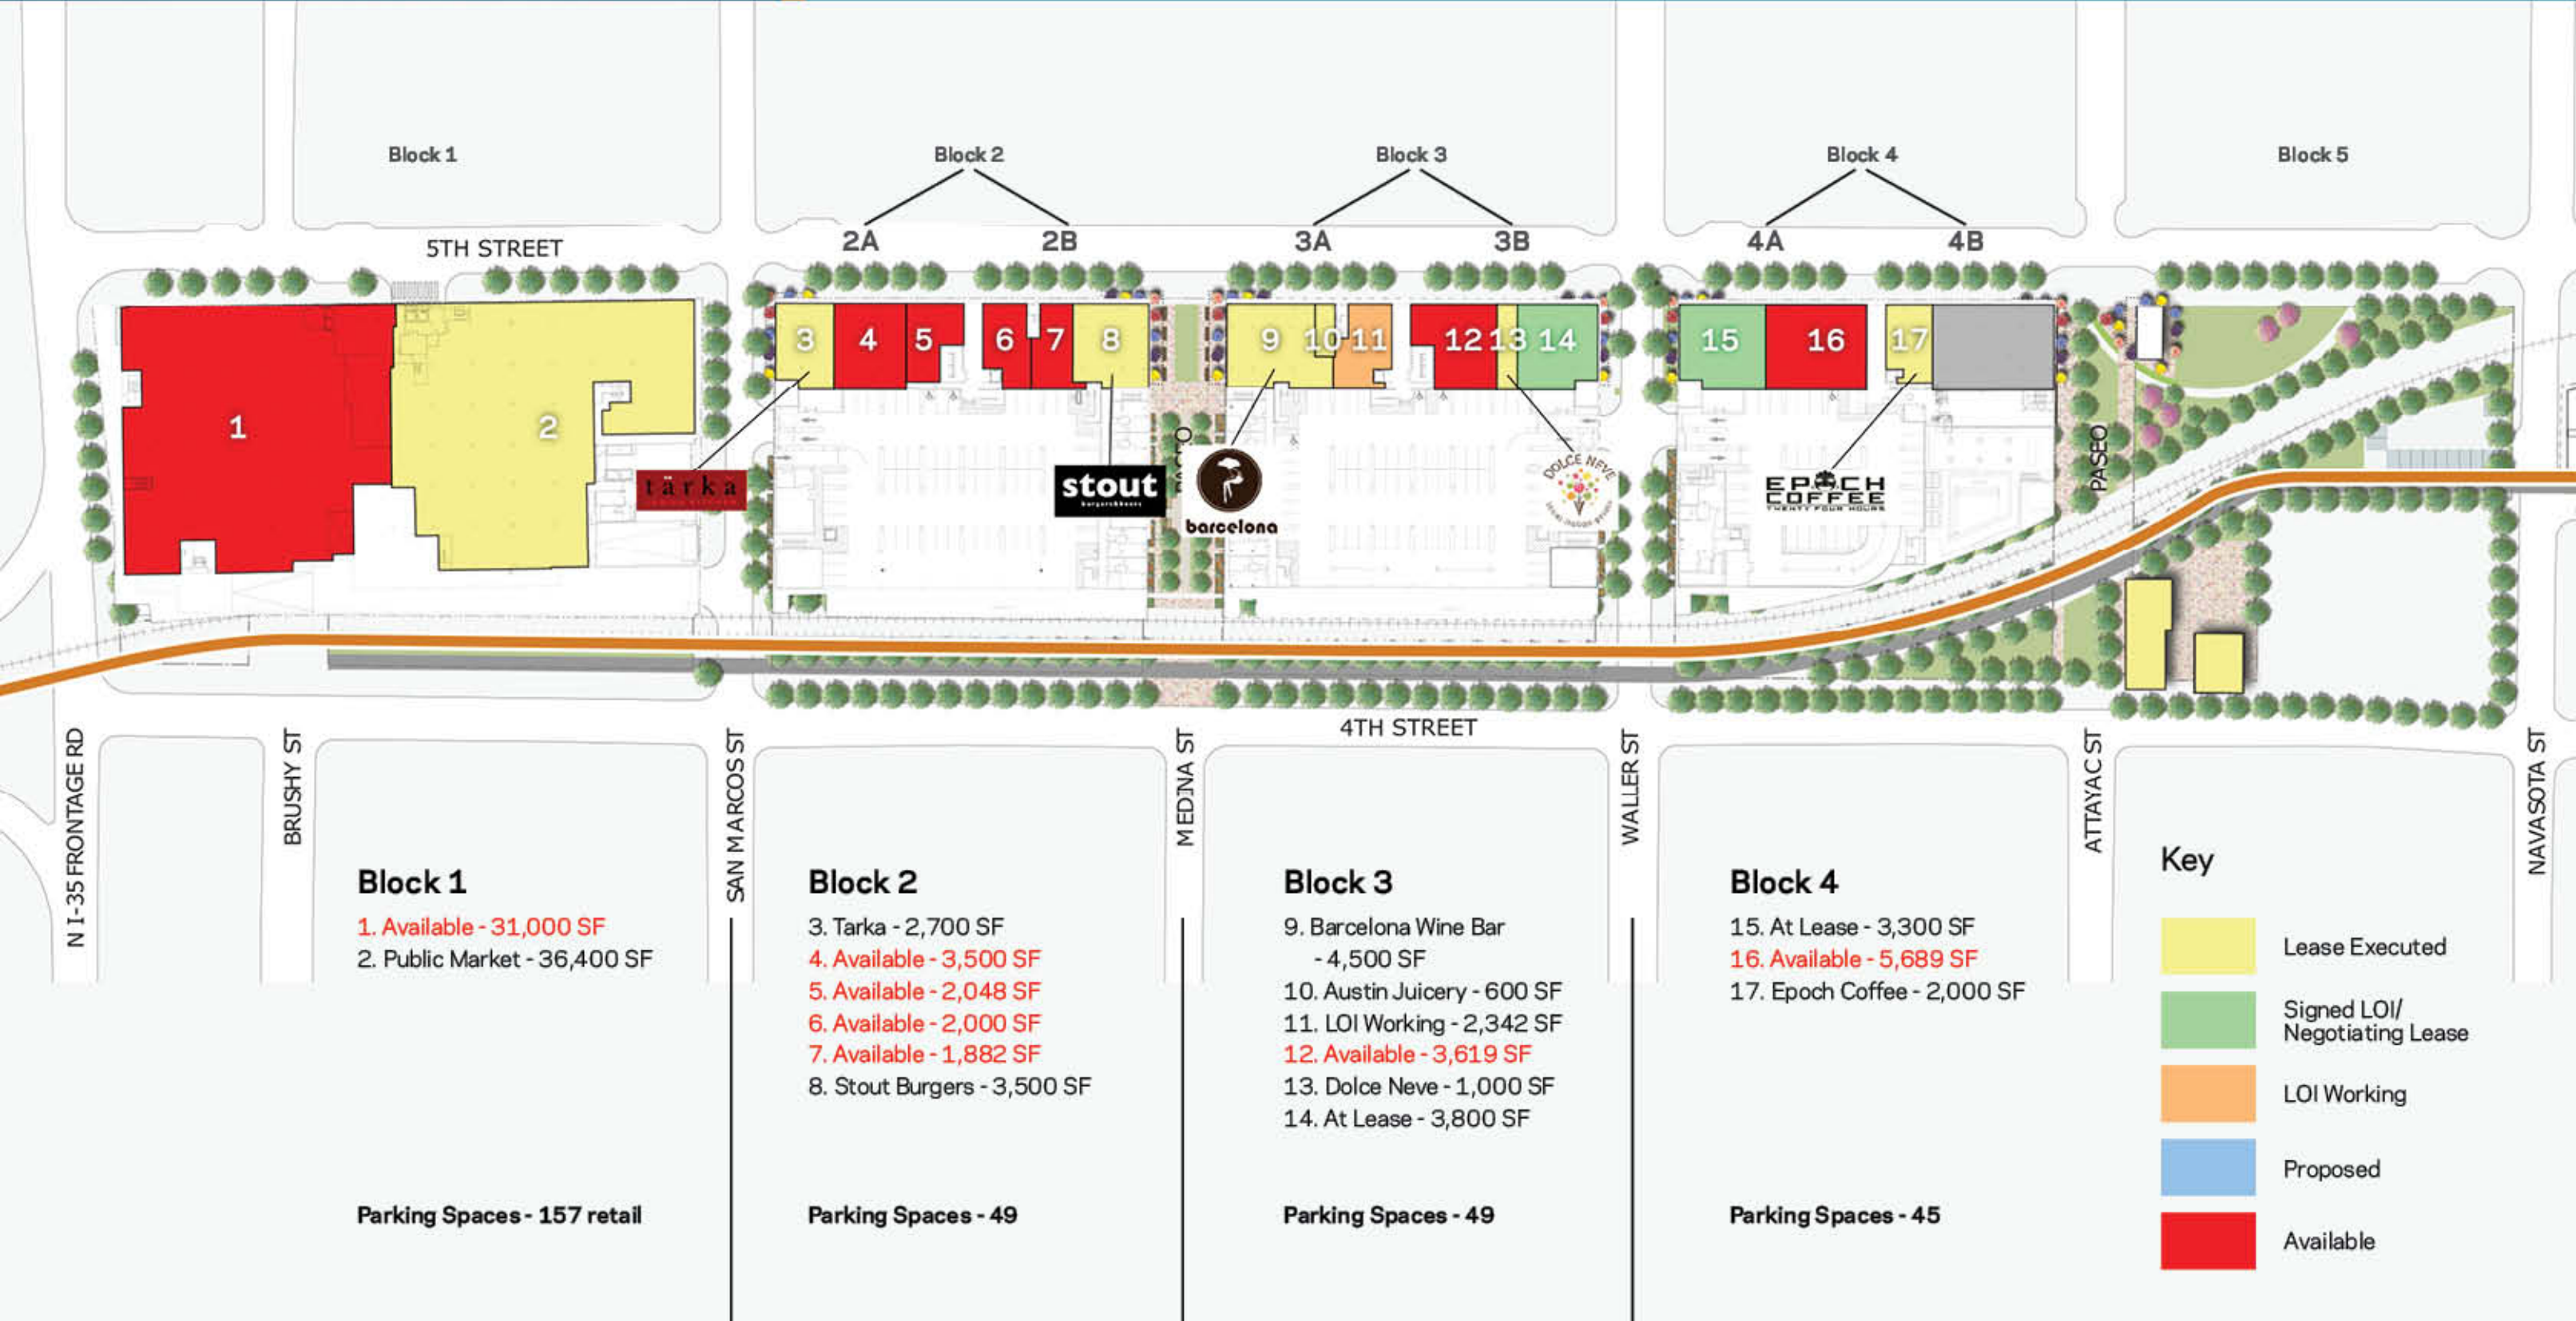 Block 1
Block 2
Block 3
Block 4
Block 5
5TH STREET
2A
2B
3A
3B
4A
4B
1
2
3
4
5
6
7
8
9
10
11
12
13
14
15
16
17
tärka
stout
burgers&beers
barcelona
DOLCE NEVE
EPOCH
COFFEE
TWENTY FOUR HOURS
PASEO
4TH STREET
N I-35 FRONTAGE RD
BRUSHY ST
SAN MARCOS ST
MEDINA ST
WALLER ST
ATTAYAC ST
NAVASOTA ST
Block 1
1. Available - 31,000 SF
2. Public Market - 36,400 SF
Parking Spaces - 157 retail
Block 2
3. Tarka - 2,700 SF
4. Available - 3,500 SF
5. Available - 2,048 SF
6. Available - 2,000 SF
7. Available - 1,882 SF
8. Stout Burgers - 3,500 SF
Parking Spaces - 49
Block 3
9. Barcelona Wine Bar
- 4,500 SF
10. Austin Juicery - 600 SF
11. LOI Working - 2,342 SF
12. Available - 3,619 SF
13. Dolce Neve - 1,000 SF
14. At Lease - 3,800 SF
Parking Spaces - 49
Block 4
15. At Lease - 3,300 SF
16. Available - 5,689 SF
17. Epoch Coffee - 2,000 SF
Parking Spaces - 45
Key
Lease Executed
Signed LOI/
Negotiating Lease
LOI Working
Proposed
Available